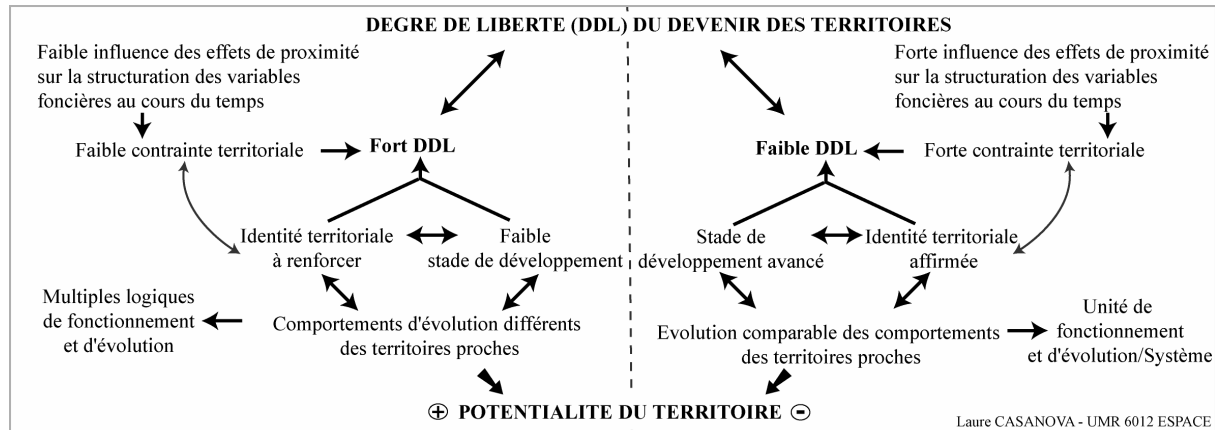 DEGRE DE LIBERTE (DDL) DU DEVENIR DES TERRITOIRES
Faible influence des effets de proximité
sur la structuration des variables
foncières au cours du temps
Faible contrainte territoriale
Fort DDL
Identité territoriale
à renforcer
Faible
stade de développement
Multiples logiques
de fonctionnement
et d'évolution
Comportements d'évolution différents
des territoires proches
Forte influence des effets de proximité
sur la structuration des variables
foncières au cours du temps
Faible DDL
Forte contrainte territoriale
Stade de
développement avancé
Identité territoriale
affirmée
Evolution comparable des comportements
des territoires proches
Unité de
fonctionnement
et d'évolution/Système
+ POTENTIALITE DU TERRITOIRE -
Laure CASANOVA - UMR 6012 ESPACE